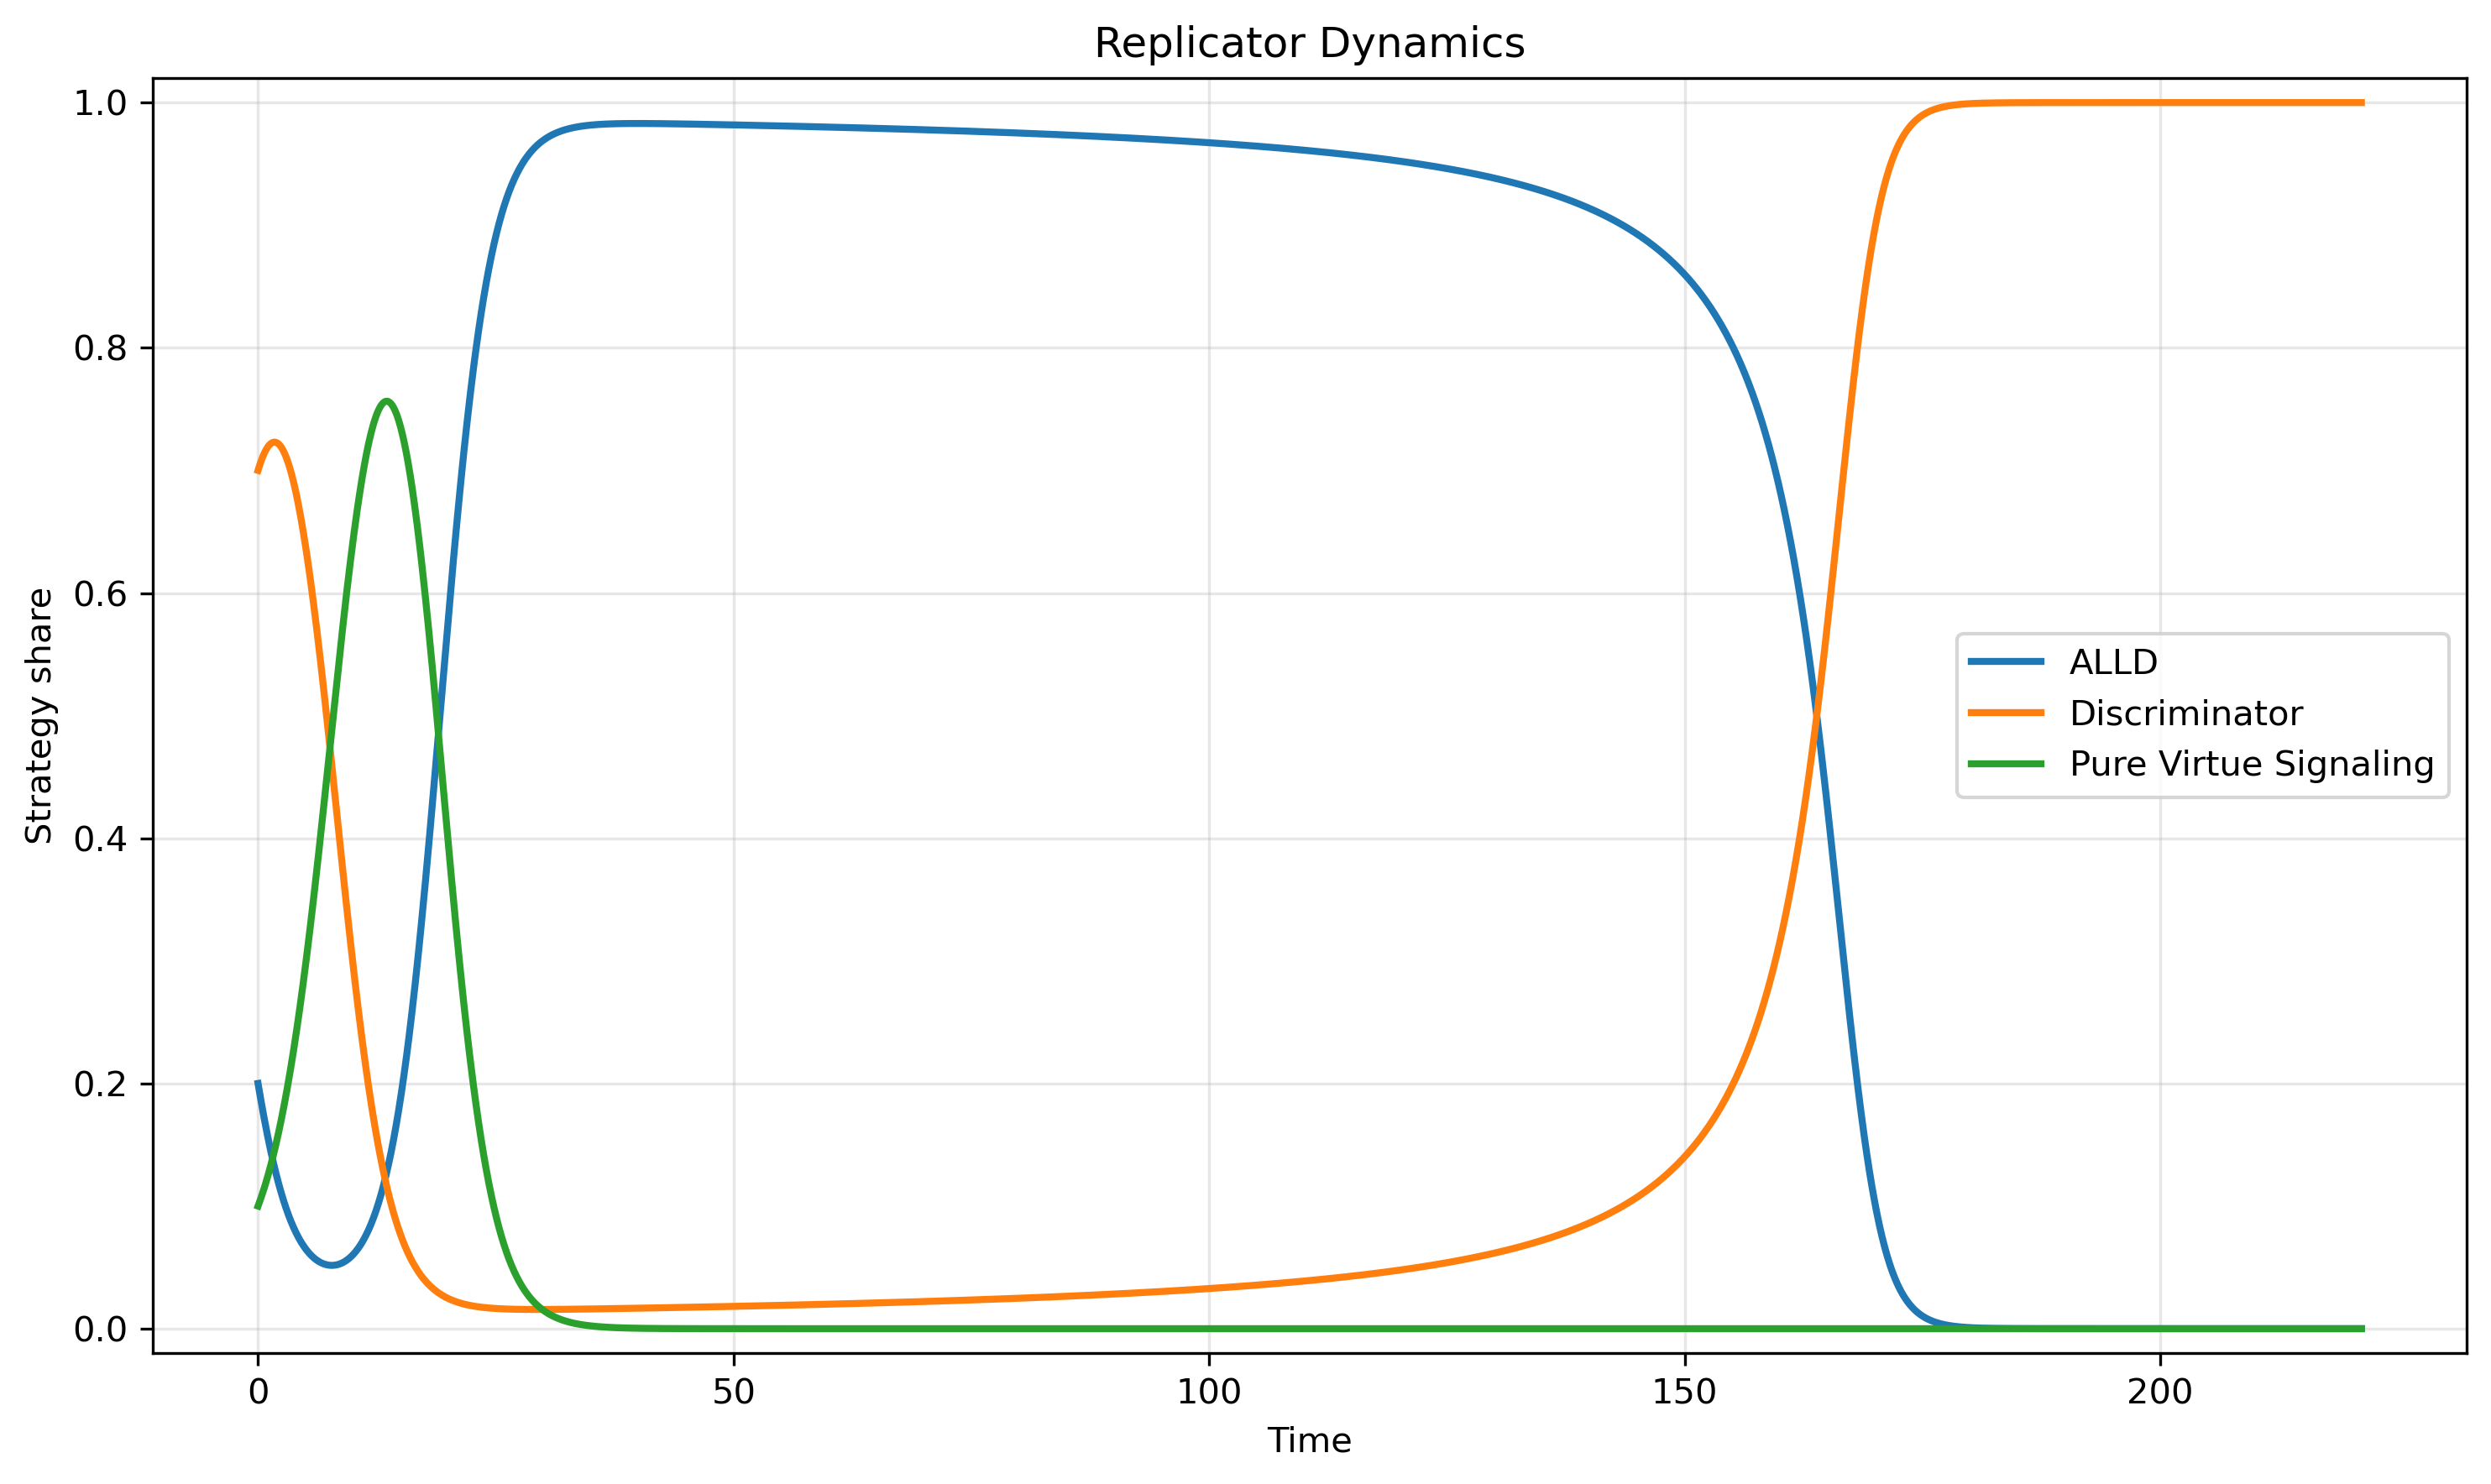 Replicator Dynamics
1.0
0.8
0.6
0.4
0.2
0.0
Strategy share
ALLD
Discriminator
Pure Virtue Signaling
0
50
100
150
200
Time